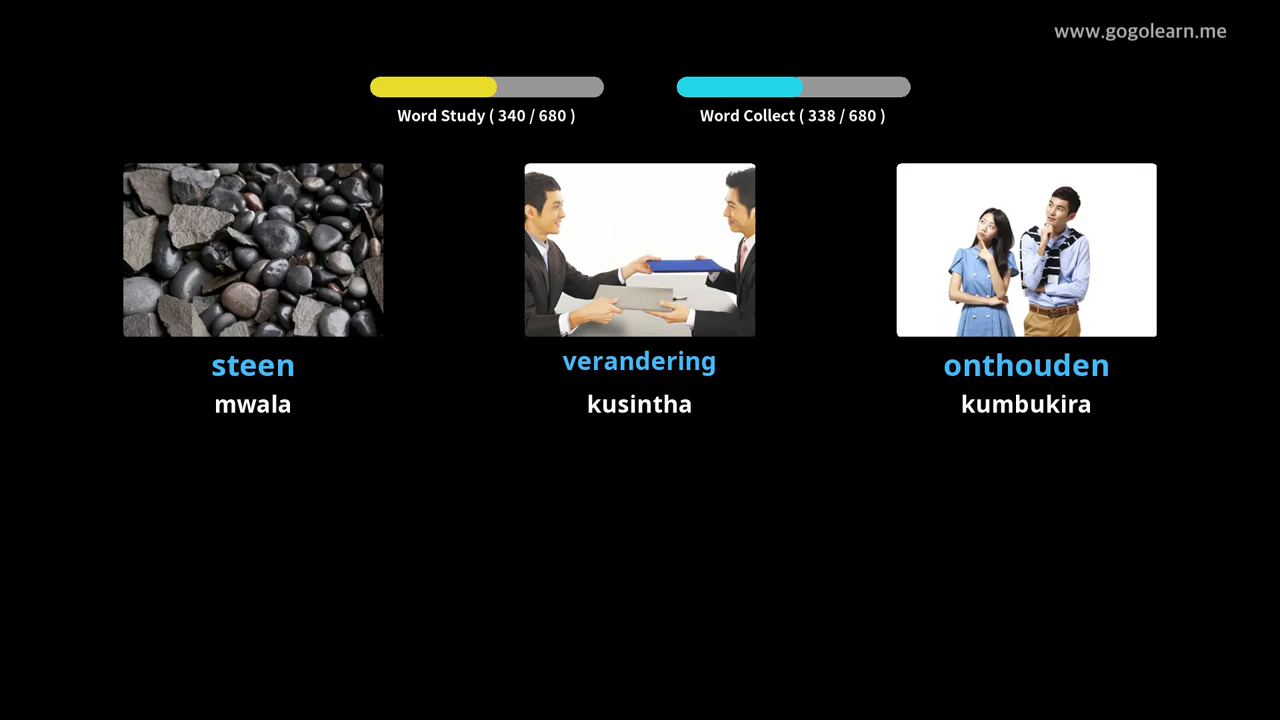 www.gogolearn.me
Word Study ( 340 / 680 )
Word Collect ( 338 / 680 )
steen
mwala
verandering
kusintha
onthouden
kumbukira